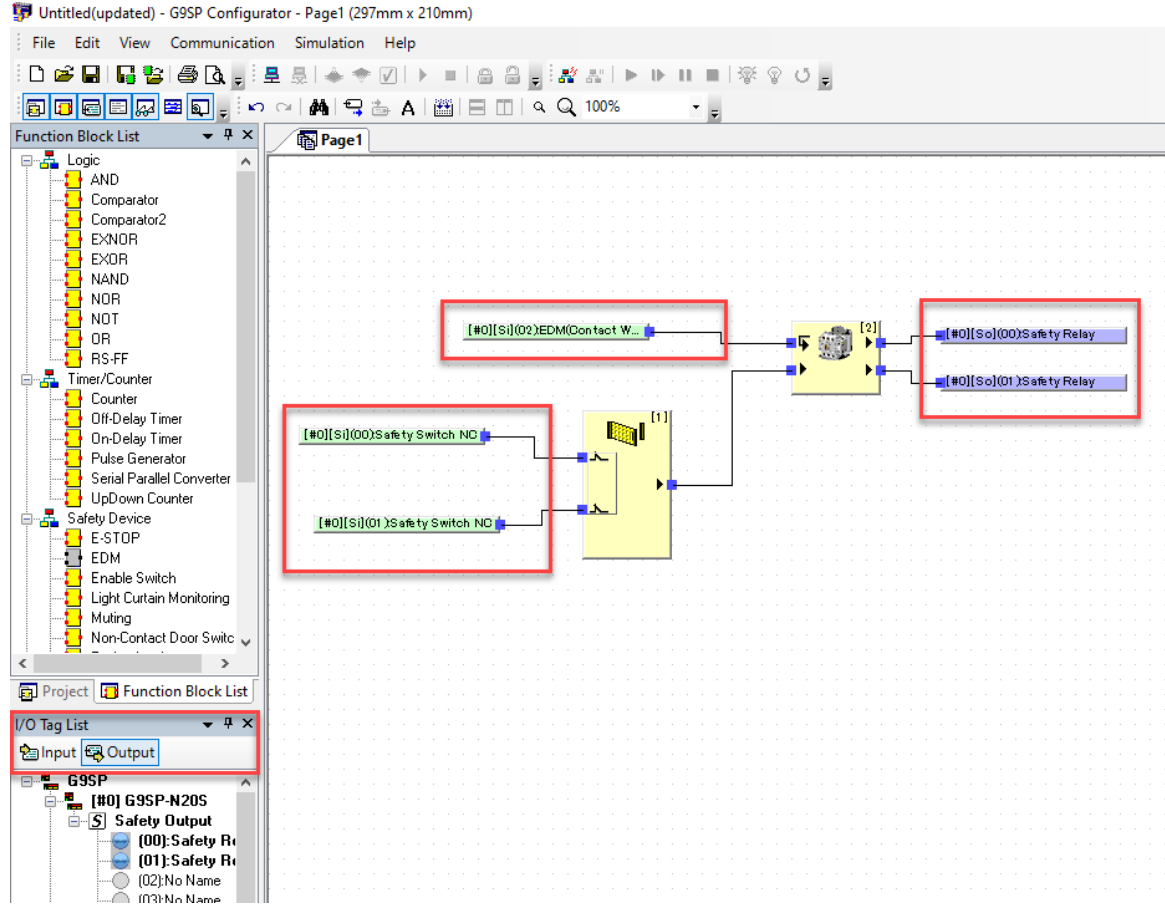 Untitled(updated) - G9SP Configurator - Page1 (297mm x 210mm)
File Edit View Communication Simulation Help
100%
Function Block List
Logic
AND
Comparator
Comparator2
EXNOR
EXOR
NAND
NOR
NOT
OR
RS-FF
Timer/Counter
Counter
Off-Delay Timer
On-Delay Timer
Pulse Generator
Serial Parallel Converter
UpDown Counter
Safety Device
E-STOP
EDM
Enable Switch
Light Curtain Monitoring
Muting
Non-Contact Door Switc
Project Function Block List
I/O Tag List
Input Output
G9SP
[#0] G9SP-N20S
S Safety Output
(00):Safety Re
(01):Safety Re
(02):No Name
(03):No Name
Page1
[#0][Si](02):EDM(Contact W...
[2]
[#0][So](00):Safety Relay
[#0][So](01):Safety Relay
[1]
[#0][Si](00):Safety Switch NC
[#0][Si](01):Safety Switch NC